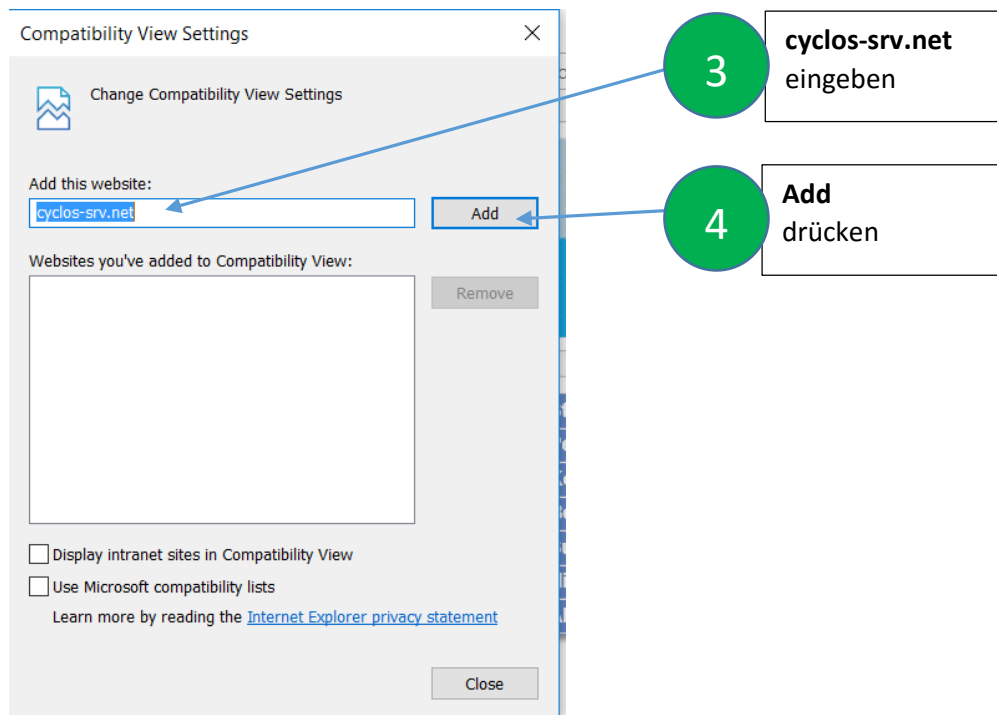 Compatibility View Settings
Change Compatibility View Settings
Add this website:
cyclos-srv.net
Add
Websites you've added to Compatibility View:
Remove
Display intranet sites in Compatibility View
Use Microsoft compatibility lists
Learn more by reading the Internet Explorer privacy statement
Close
3
cyclos-srv.net
eingeben
4
Add
drücken